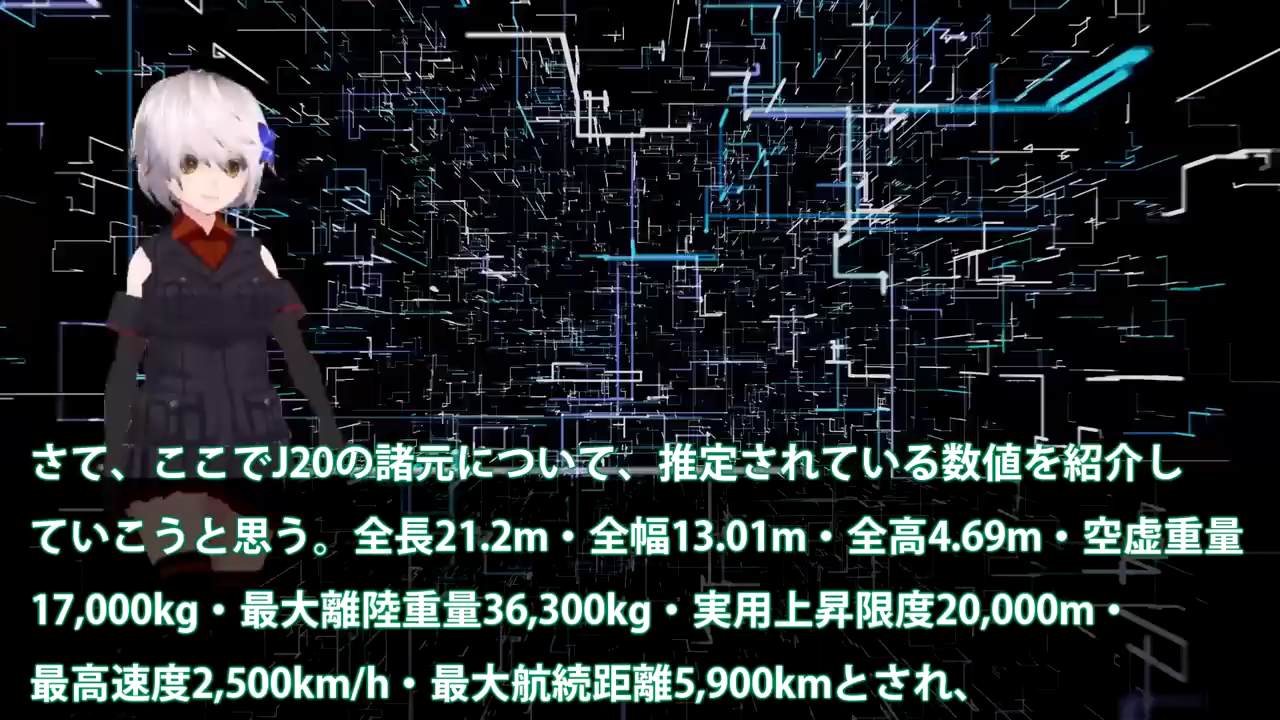 さて、ここでJ20の諸元について、推定されている数値を紹介し
ていこうと思う。全長21.2m・全幅13.01m・全高4.69m・空虚重量
17,000kg・最大離陸重量36,300kg・実用上昇限度20,000m・
最高速度2,500km/h・最大航続距離5,900kmとされ、